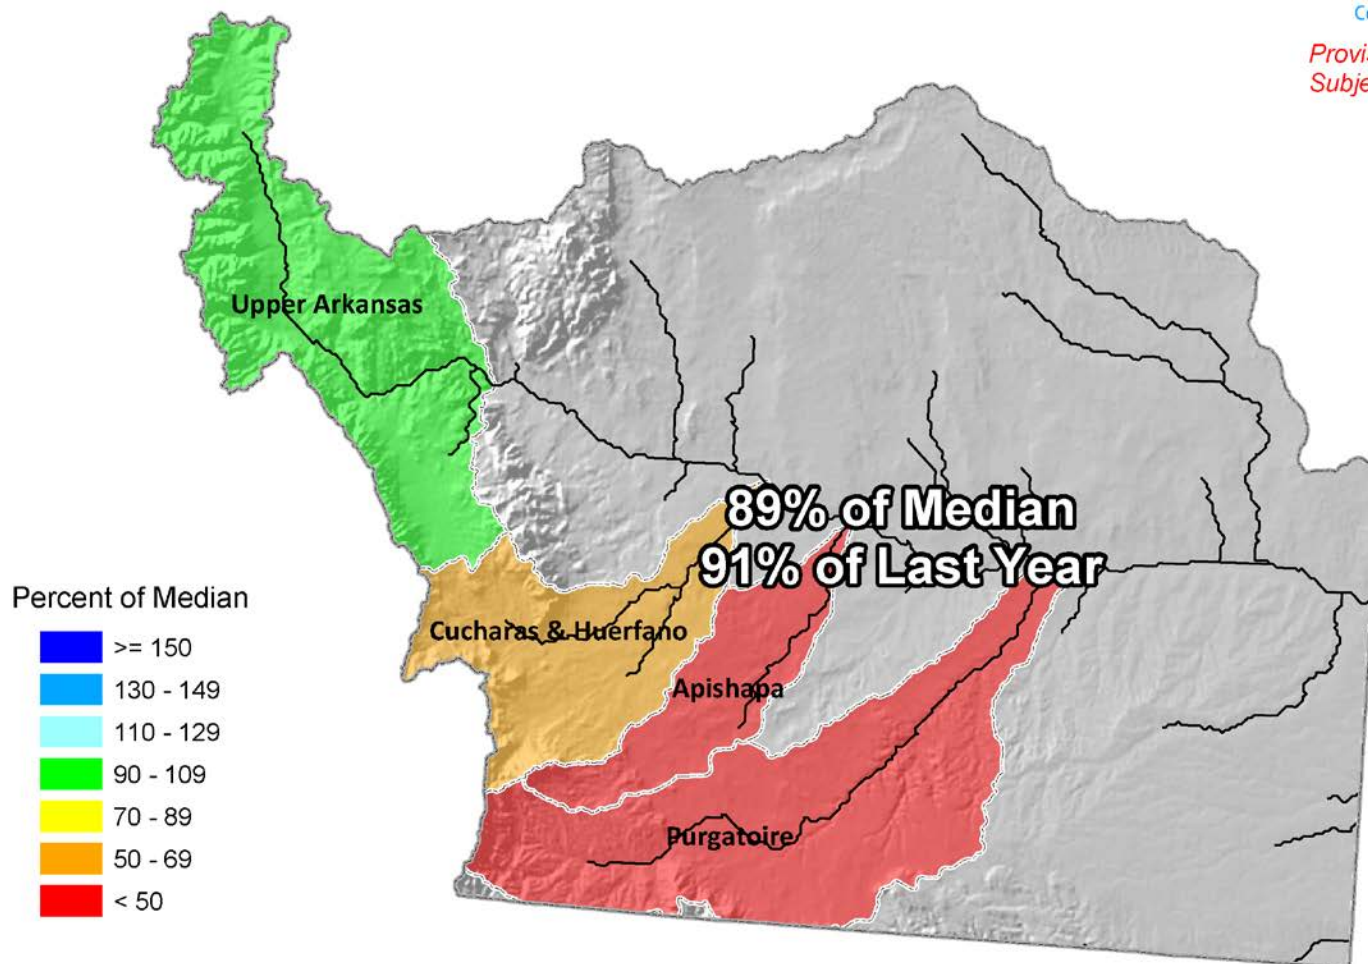 Upper Arkansas
89% of Median
91% of Last Year
Percent of Median
>= 150
130 - 149
110 - 129
90 - 109
70 - 89
50 - 69
< 50
Cucharas & Huerfano
Apishapa
Purgatoire